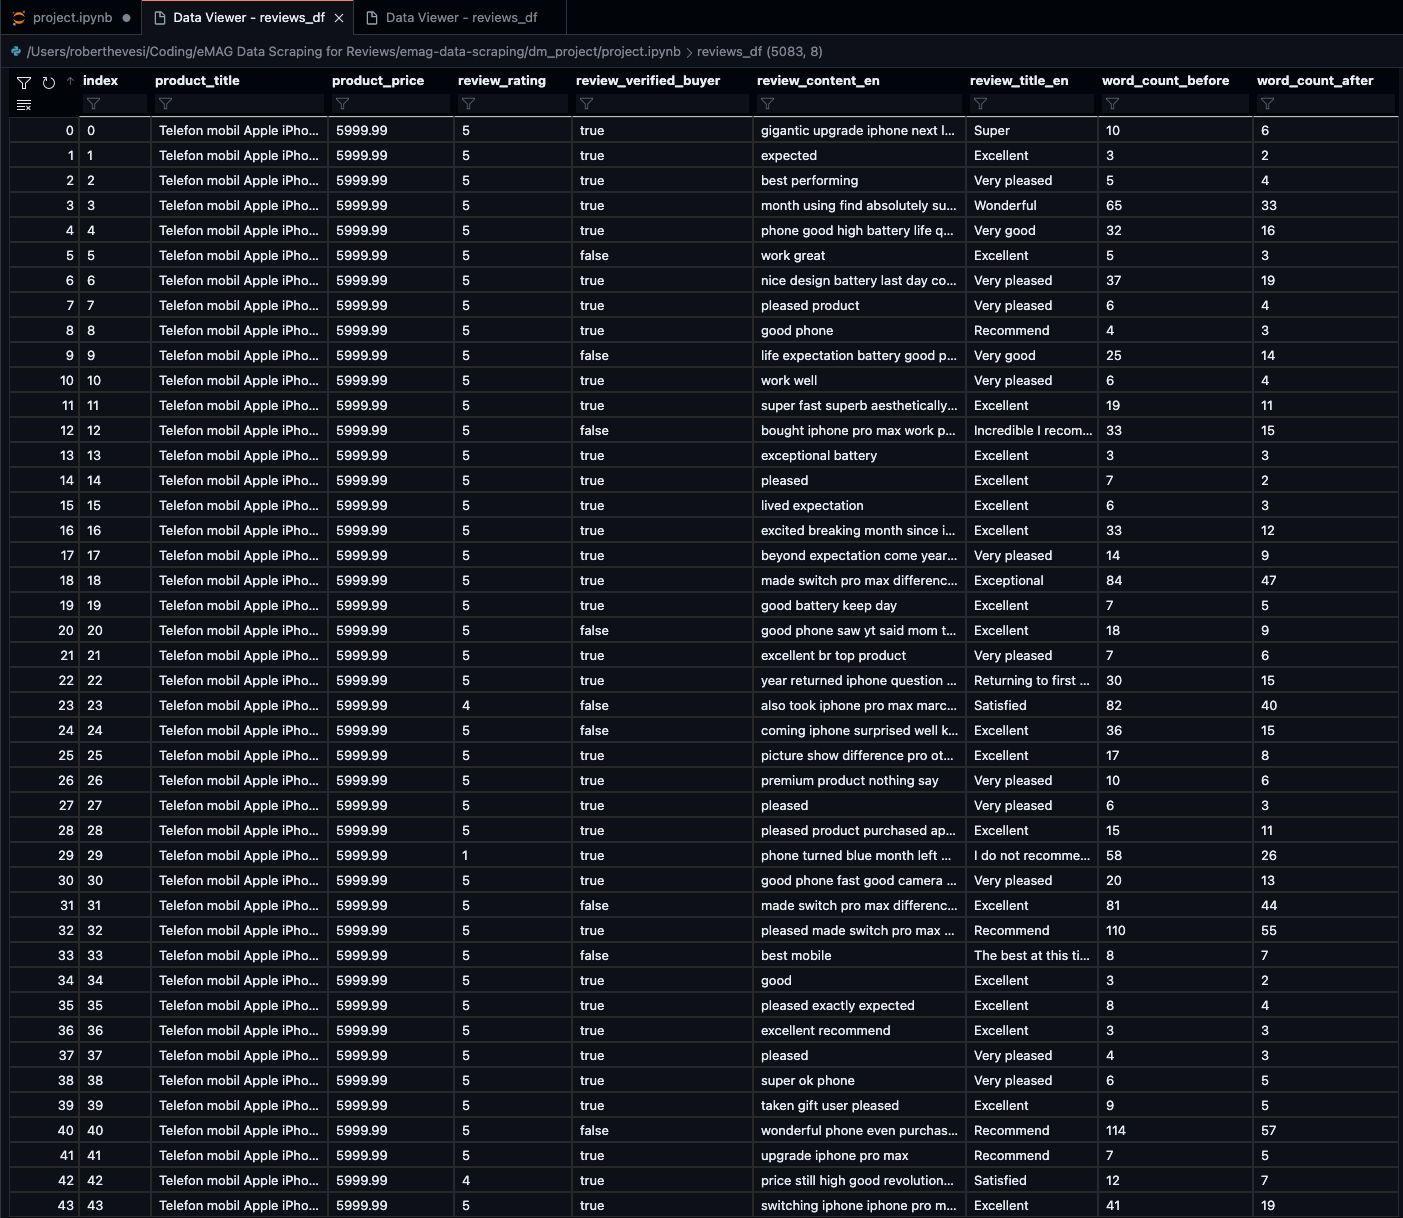 project.ipynb Data Viewer - reviews_df Data Viewer - reviews_df
/Users/roberthevesi/Coding/eMAG Data Scraping for Reviews/emag-data-scraping/dm_project/project.ipynb > reviews_df (5083, 8)
index product_title product_price review_rating review_verified_buyer review_content_en review_title_en word_count_before word_count_after
0 0 Telefon mobil Apple iPho... 5999.99 5 true gigantic upgrade iphone next l... Super 10 6
1 1 Telefon mobil Apple iPho... 5999.99 5 true expected Excellent 3 2
2 2 Telefon mobil Apple iPho... 5999.99 5 true best performing Very pleased 5 4
3 3 Telefon mobil Apple iPho... 5999.99 5 true month using find absolutely su... Wonderful 65 33
4 4 Telefon mobil Apple iPho... 5999.99 5 true phone good high battery life q... Very good 32 16
5 5 Telefon mobil Apple iPho... 5999.99 5 false work great Excellent 5 3
6 6 Telefon mobil Apple iPho... 5999.99 5 true nice design battery last day co... Very pleased 37 19
7 7 Telefon mobil Apple iPho... 5999.99 5 true pleased product Very pleased 6 4
8 8 Telefon mobil Apple iPho... 5999.99 5 true good phone Recommend 4 3
9 9 Telefon mobil Apple iPho... 5999.99 5 false life expectation battery good p... Very good 25 14
10 10 Telefon mobil Apple iPho... 5999.99 5 true work well Very pleased 6 4
11 11 Telefon mobil Apple iPho... 5999.99 5 true super fast superb aesthetically... Excellent 19 11
12 12 Telefon mobil Apple iPho... 5999.99 5 false bought iphone pro max work p... Incredible I recom... 33 15
13 13 Telefon mobil Apple iPho... 5999.99 5 true exceptional battery Excellent 3 3
14 14 Telefon mobil Apple iPho... 5999.99 5 true pleased Excellent 7 2
15 15 Telefon mobil Apple iPho... 5999.99 5 true lived expectation Excellent 6 3
16 16 Telefon mobil Apple iPho... 5999.99 5 true excited breaking month since i... Excellent 33 12
17 17 Telefon mobil Apple iPho... 5999.99 5 true beyond expectation come year... Very pleased 14 9
18 18 Telefon mobil Apple iPho... 5999.99 5 true made switch pro max differenc... Exceptional 84 47
19 19 Telefon mobil Apple iPho... 5999.99 5 true good battery keep day Excellent 7 5
20 20 Telefon mobil Apple iPho... 5999.99 5 false good phone saw yt said mom t... Excellent 18 9
21 21 Telefon mobil Apple iPho... 5999.99 5 true excellent br top product Very pleased 7 6
22 22 Telefon mobil Apple iPho... 5999.99 5 true year returned iphone question ... Returning to first ... 30 15
23 23 Telefon mobil Apple iPho... 5999.99 4 false also took iphone pro max marc... Satisfied 82 40
24 24 Telefon mobil Apple iPho... 5999.99 5 false coming iphone surprised well k... Excellent 36 15
25 25 Telefon mobil Apple iPho... 5999.99 5 true picture show difference pro ot... Excellent 17 8
26 26 Telefon mobil Apple iPho... 5999.99 5 true premium product nothing say Very pleased 10 6
27 27 Telefon mobil Apple iPho... 5999.99 5 true pleased Very pleased 6 3
28 28 Telefon mobil Apple iPho... 5999.99 5 true pleased product purchased ap... Excellent 15 11
29 29 Telefon mobil Apple iPho... 5999.99 1 true phone turned blue month left ... I do not recomme... 58 26
30 30 Telefon mobil Apple iPho... 5999.99 5 true good phone fast good camera ... Very pleased 20 13
31 31 Telefon mobil Apple iPho... 5999.99 5 false made switch pro max differenc... Excellent 81 44
32 32 Telefon mobil Apple iPho... 5999.99 5 true pleased made switch pro max ... Recommend 110 55
33 33 Telefon mobil Apple iPho... 5999.99 5 false best mobile The best at this ti... 8 7
34 34 Telefon mobil Apple iPho... 5999.99 5 true good Excellent 3 2
35 35 Telefon mobil Apple iPho... 5999.99 5 true pleased exactly expected Excellent 8 4
36 36 Telefon mobil Apple iPho... 5999.99 5 true excellent recommend Excellent 3 3
37 37 Telefon mobil Apple iPho... 5999.99 5 true pleased Very pleased 4 3
38 38 Telefon mobil Apple iPho... 5999.99 5 true super ok phone Very pleased 6 5
39 39 Telefon mobil Apple iPho... 5999.99 5 true taken gift user pleased Excellent 9 5
40 40 Telefon mobil Apple iPho... 5999.99 5 false wonderful phone even purchas... Recommend 114 57
41 41 Telefon mobil Apple iPho... 5999.99 5 true upgrade iphone pro max Recommend 7 5
42 42 Telefon mobil Apple iPho... 5999.99 4 true price still high good revolution... Satisfied 12 7
43 43 Telefon mobil Apple iPho... 5999.99 5 true switching iphone iphone pro m... Excellent 41 19